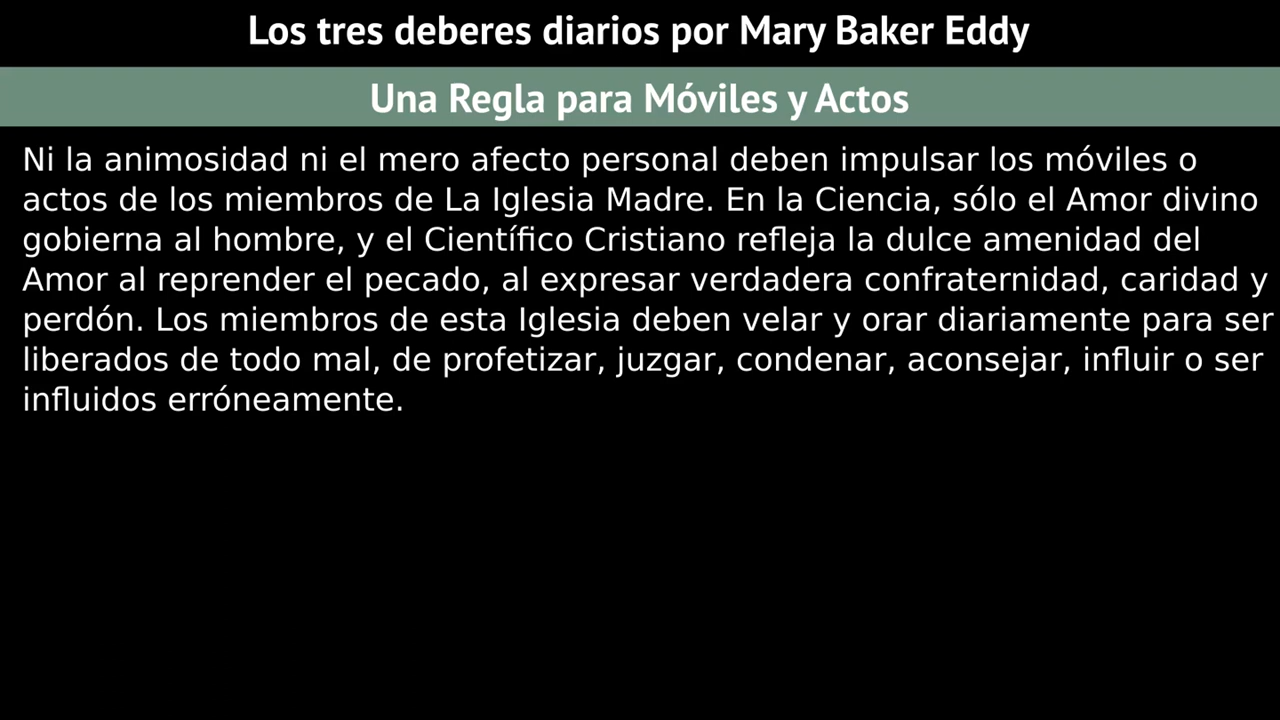 Los tres deberes diarios por Mary Baker Eddy
Una Regla para Móviles y Actos
Ni la animosidad ni el mero afecto personal deben impulsar los móviles o
actos de los miembros de La Iglesia Madre. En la Ciencia, sólo el Amor divino
gobierna al hombre, y el Científico Cristiano refleja la dulce amenidad del
Amor al reprender el pecado, al expresar verdadera confraternidad, caridad y
perdón. Los miembros de esta Iglesia deben velar y orar diariamente para ser
liberados de todo mal, de profetizar, juzgar, condenar, aconsejar, influir o ser
influidos erróneamente.